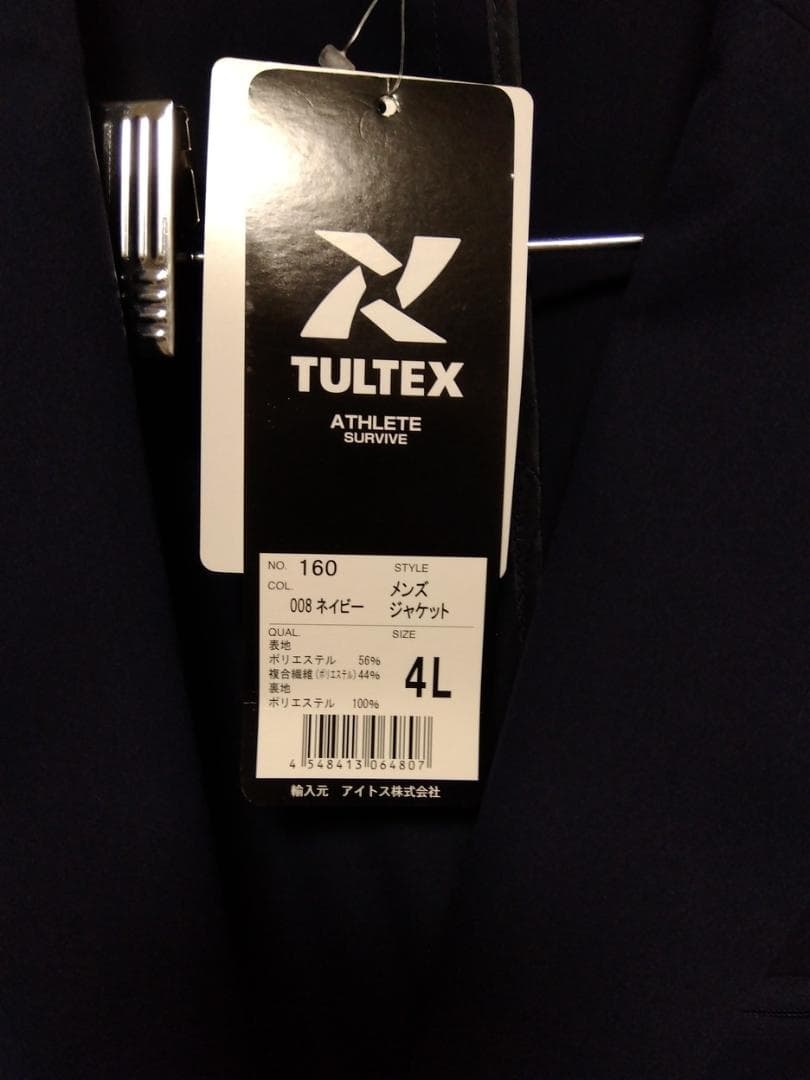 TULTEX
ATHLETE
SURVIVE
NO. 160
STYLE
COL.
メンズ
008 ネイビー
ジャケット
QUAL.
SIZE
表地
ポリエステル 56%
複合繊維(ポリエステル)44%
4L
裏地
ポリエステル 100%
4 548413 064807
輸入元 アイトス株式会社